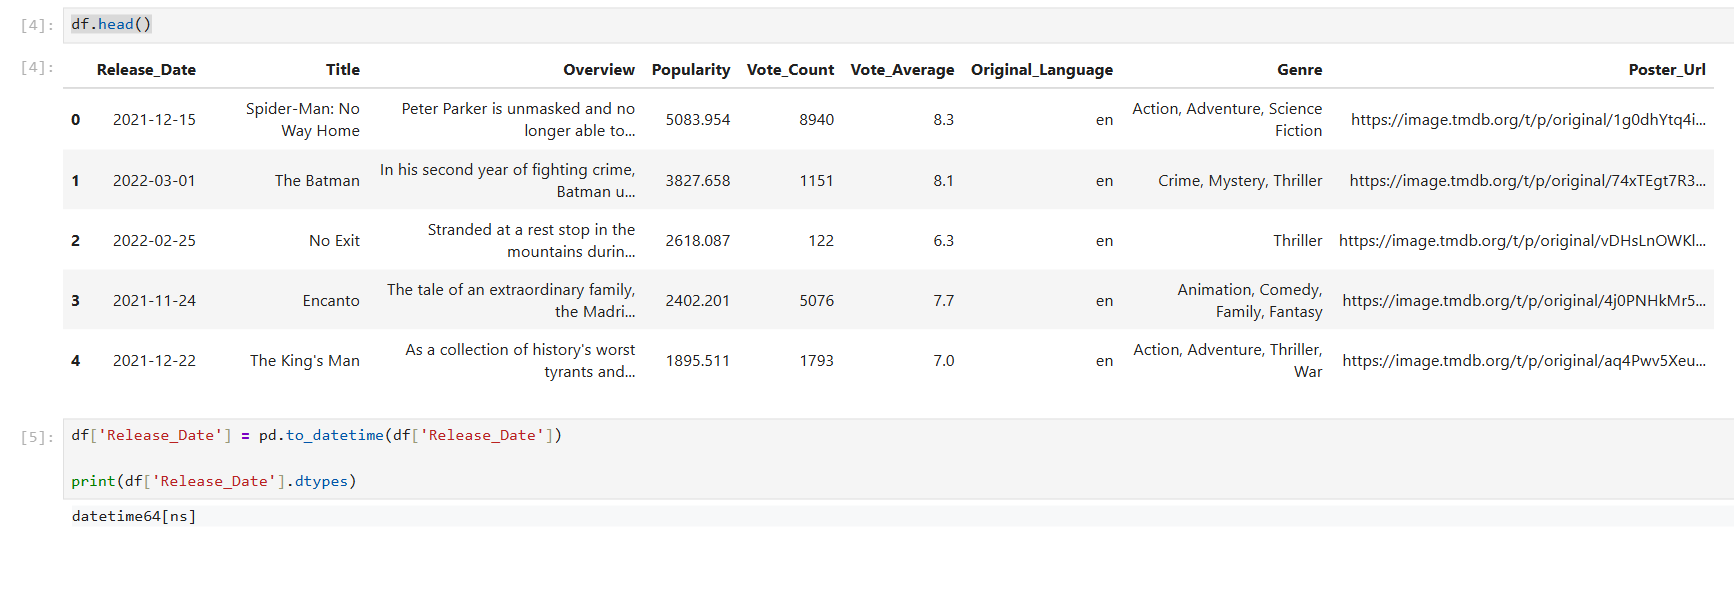 [4]: df.head()
[4]: Release_Date Title Overview Popularity Vote_Count Vote_Average Original_Language Genre Poster_Url
0 2021-12-15 Spider-Man: No Way Home Peter Parker is unmasked and no longer able to... 5083.954 8940 8.3 en Action, Adventure, Science Fiction https://image.tmdb.org/t/p/original/1g0dhYtq4i...
1 2022-03-01 The Batman In his second year of fighting crime, Batman u... 3827.658 1151 8.1 en Crime, Mystery, Thriller https://image.tmdb.org/t/p/original/74xTEgt7R3...
2 2022-02-25 No Exit Stranded at a rest stop in the mountains durin... 2618.087 122 6.3 en Thriller https://image.tmdb.org/t/p/original/vDHsLnOWKl...
3 2021-11-24 Encanto The tale of an extraordinary family, the Madri... 2402.201 5076 7.7 en Animation, Comedy, Family, Fantasy https://image.tmdb.org/t/p/original/4j0PNHkMr5...
4 2021-12-22 The King's Man As a collection of history's worst tyrants and... 1895.511 1793 7.0 en Action, Adventure, Thriller, War https://image.tmdb.org/t/p/original/aq4Pwv5Xeu...
[5]: df['Release_Date'] = pd.to_datetime(df['Release_Date'])
print(df['Release_Date'].dtypes)
datetime64[ns]